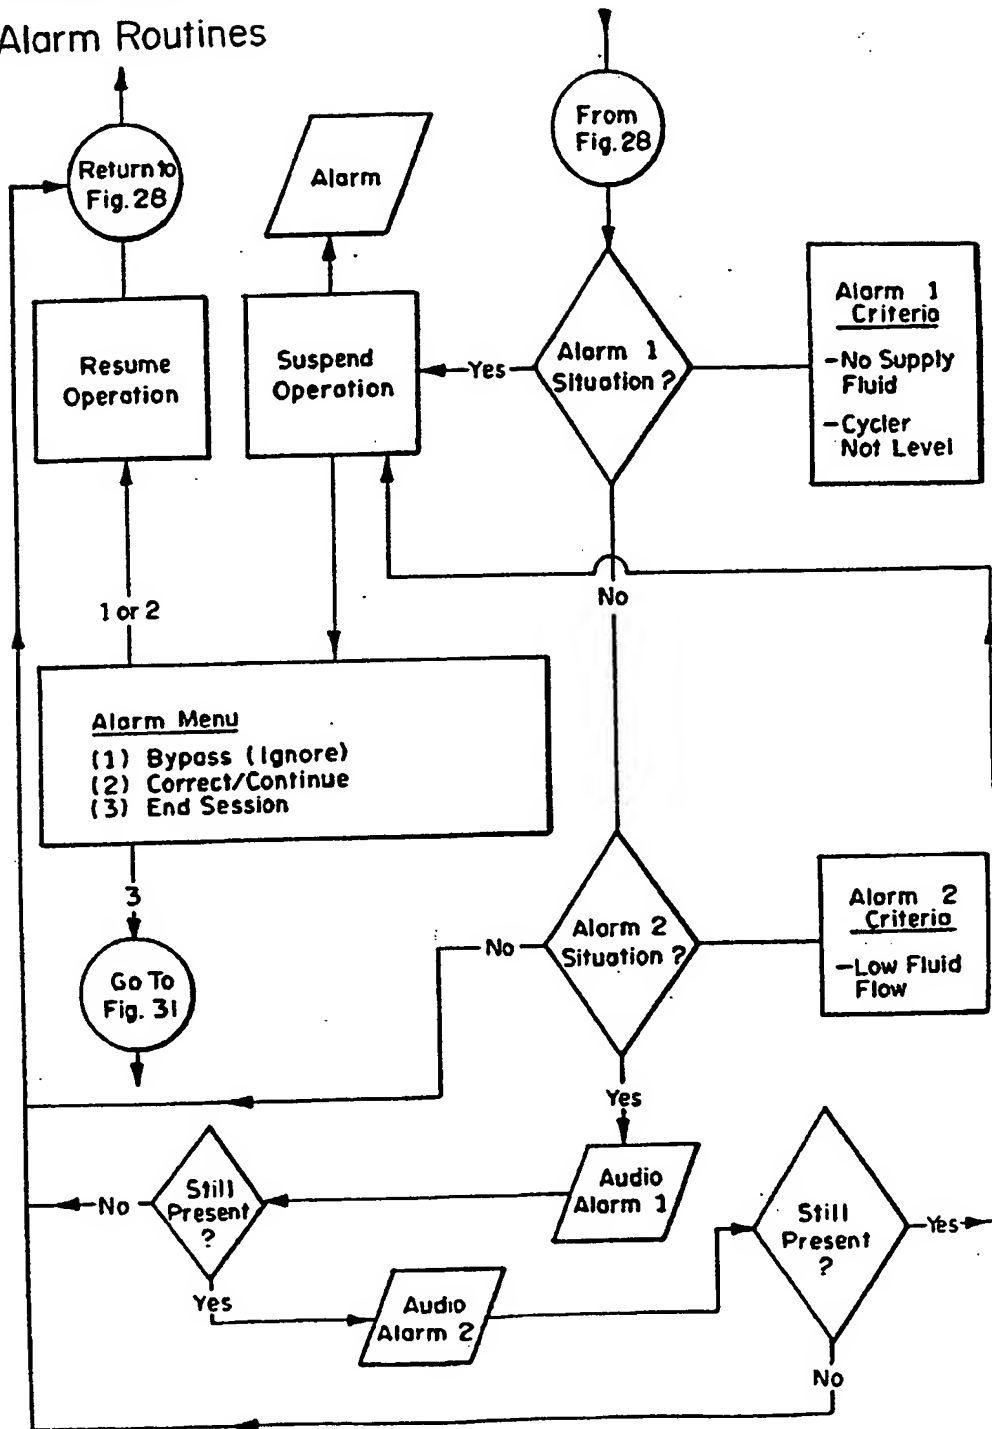 Alarm Routines
From
Fig. 28
Return to
Fig. 28
Alarm
Resume
Operation
Suspend
Operation
Yes
Alarm 1
Situation ?
Alarm 1
Criteria
-No Supply
Fluid
-Cycler
Not Level
No
1 or 2
Alarm Menu
(1) Bypass (Ignore)
(2) Correct/Continue
(3) End Session
3
Go To
Fig. 31
No
Alarm 2
Situation ?
Alarm 2
Criteria
-Low Fluid
Flow
Yes
Audio
Alarm 1
No
Still
Present
?
Yes
Audio
Alarm 2
Still
Present
?
Yes
No